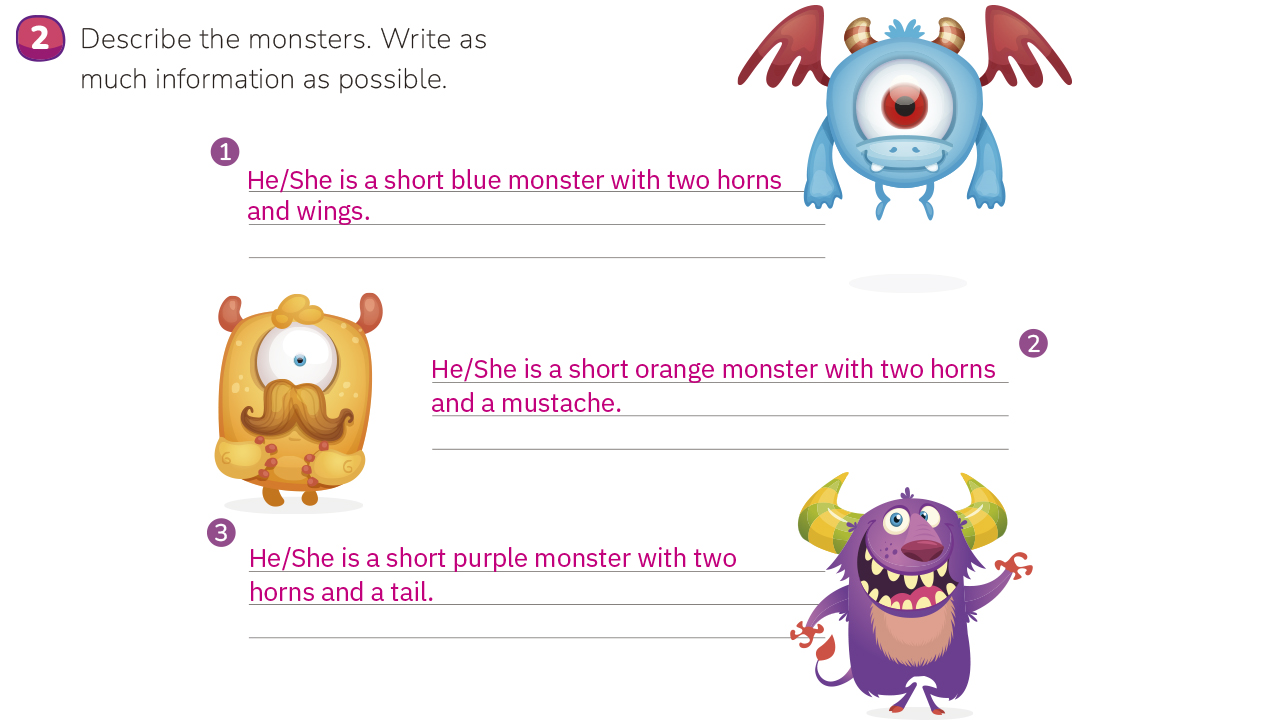 2
Describe the monsters. Write as
much information as possible.
1
He/She is a short blue monster with two horns
and wings.
2
He/She is a short orange monster with two horns
and a mustache.
3
He/She is a short purple monster with two
horns and a tail.